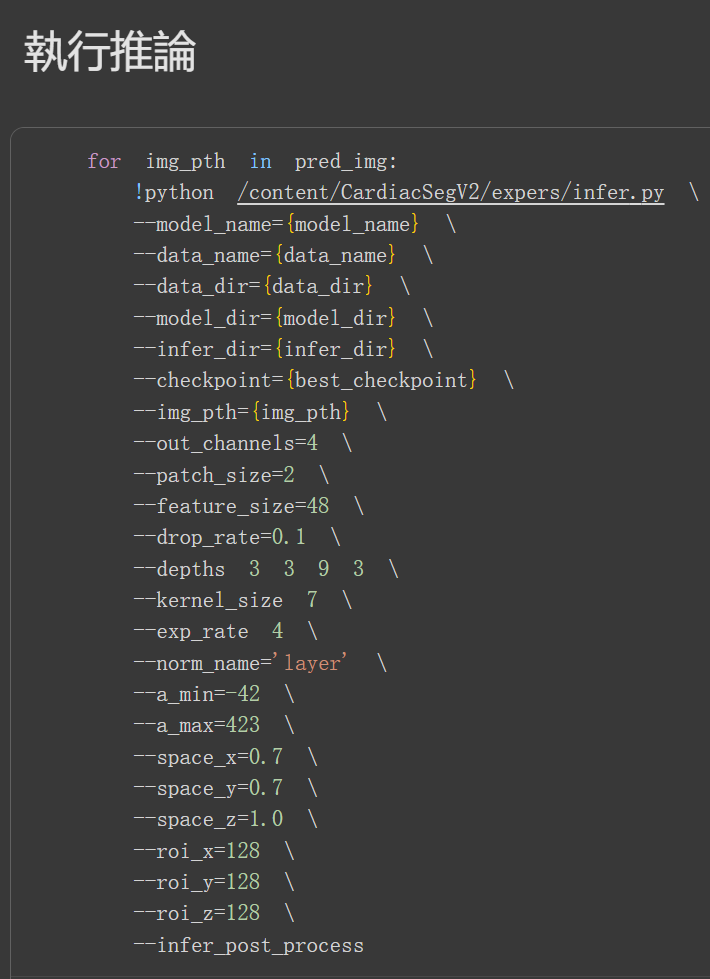 執行推論
for img_pth in pred_img:
!python /content/CardiacSegV2/expers/infer.py \
--model_name={model_name} \
--data_name={data_name} \
--data_dir={data_dir} \
--model_dir={model_dir} \
--infer_dir={infer_dir} \
--checkpoint={best_checkpoint} \
--img_pth={img_pth} \
--out_channels=4 \
--patch_size=2 \
--feature_size=48 \
--drop_rate=0.1 \
--depths 3 3 9 3 \
--kernel_size 7 \
--exp_rate 4 \
--norm_name='layer' \
--a_min=-42 \
--a_max=423 \
--space_x=0.7 \
--space_y=0.7 \
--space_z=1.0 \
--roi_x=128 \
--roi_y=128 \
--roi_z=128 \
--infer_post_process